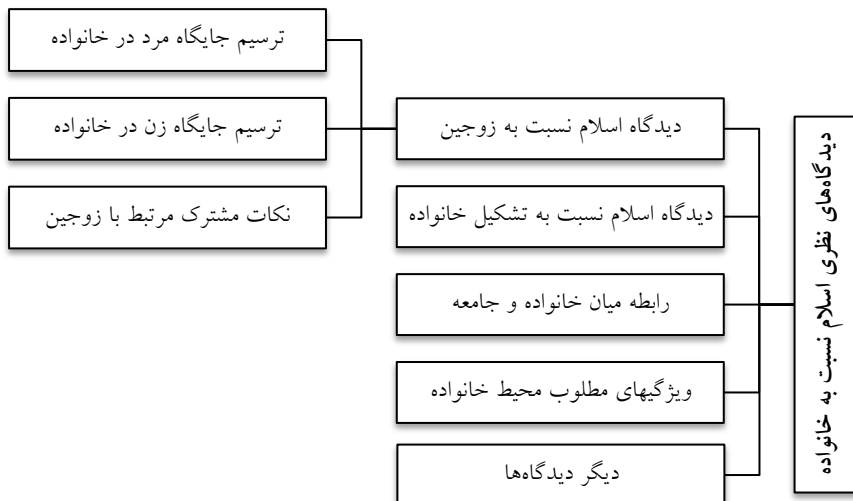 دیدگاه‌های نظری اسلام نسبت به خانواده
دیدگاه اسلام نسبت به زوجین
ترسیم جایگاه مرد در خانواده
ترسیم جایگاه زن در خانواده
نکات مشترک مرتبط با زوجین
دیدگاه اسلام نسبت به تشکیل خانواده
رابطه میان خانواده و جامعه
ویژگیهای مطلوب محیط خانواده
دیگر دیدگاه‌ها